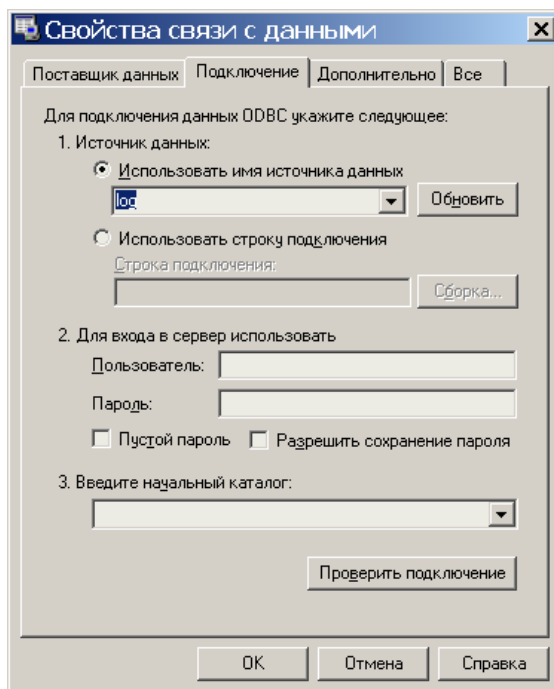 Свойства связи с данными
Поставщик данных Подключение Дополнительно Все
Для подключения данных ODBC укажите следующее:
1. Источник данных:
Использовать имя источника данных
log Обновить
Использовать строку подключения
Строка подключения:
Сборка...
2. Для входа в сервер использовать
Пользователь:
Пароль:
Пустой пароль Разрешить сохранение пароля
3. Введите начальный каталог:
Проверить подключение
OK Отмена Справка